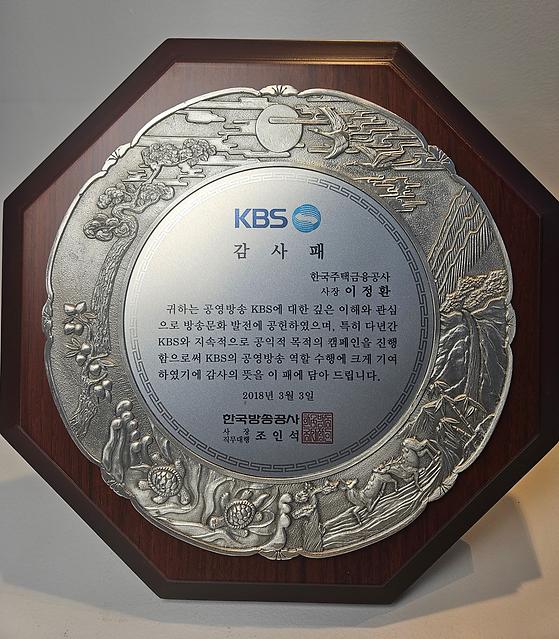 KBS
감 사 패
한국주택금융공사
사장 이정환
귀하는 공영방송 KBS에 대한 깊은 이해와 관심
으로 방송문화 발전에 공헌하였으며, 특히 다년간
KBS와 지속적으로 공익적 목적의 캠페인을 진행
함으로써 KBS의 공영방송 역할 수행에 크게 기여
하였기에 감사의 뜻을 이 패에 담아 드립니다.
2018년 3월 3일
한국방송공사
사 장
직무대행 조인석